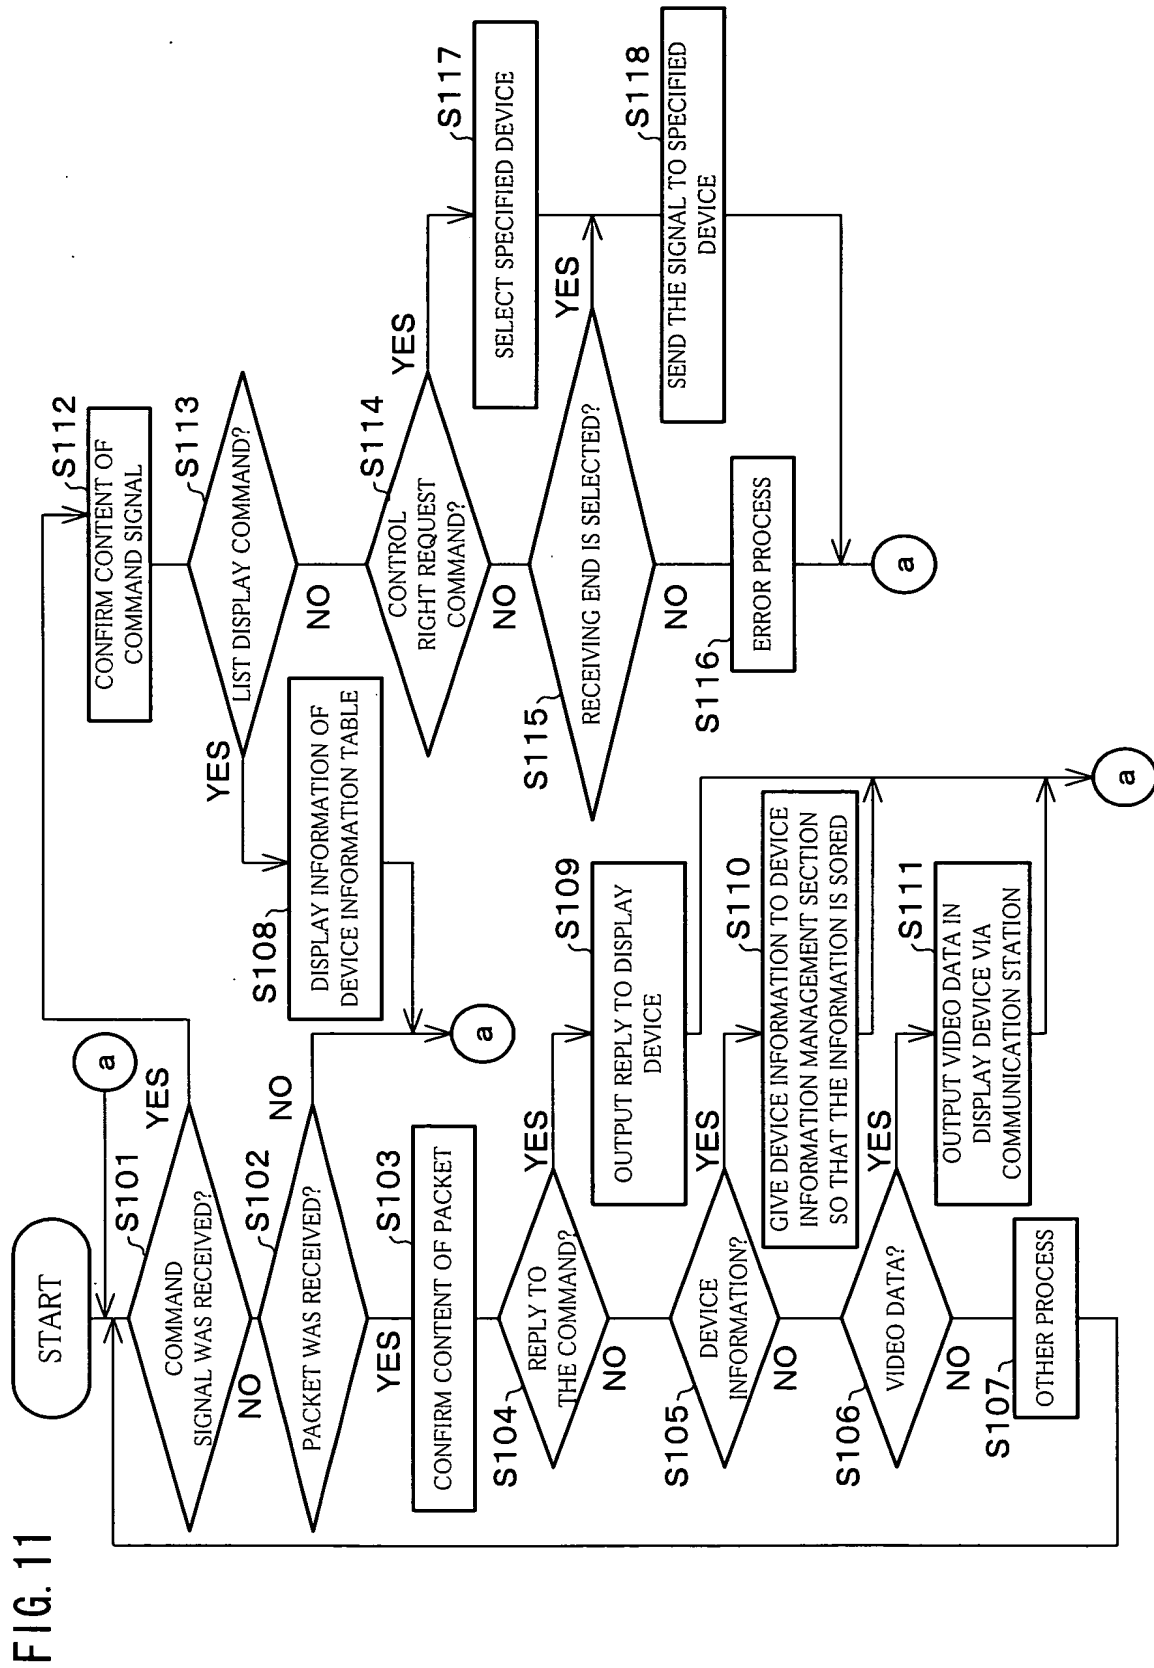 FIG. 11
START
a
S101
COMMAND
SIGNAL WAS RECEIVED?
YES
NO
S102
PACKET WAS RECEIVED?
NO
YES
S103
CONFIRM CONTENT OF PACKET
S104
REPLY TO
THE COMMAND?
YES
NO
S105
DEVICE
INFORMATION?
YES
NO
S106
VIDEO DATA?
YES
NO
S107
OTHER PROCESS
S108
DISPLAY INFORMATION OF
DEVICE INFORMATION TABLE
a
S109
OUTPUT REPLY TO DISPLAY
DEVICE
S110
GIVE DEVICE INFORMATION TO DEVICE
INFORMATION MANAGEMENT SECTION
SO THAT THE INFORMATION IS SORED
S111
OUTPUT VIDEO DATA IN
DISPLAY DEVICE VIA
COMMUNICATION STATION
a
S112
CONFIRM CONTENT OF
COMMAND SIGNAL
S113
LIST DISPLAY COMMAND?
YES
NO
S114
CONTROL
RIGHT REQUEST
COMMAND?
YES
NO
S115
RECEIVING END IS SELECTED?
YES
NO
S116
ERROR PROCESS
S117
SELECT SPECIFIED DEVICE
S118
SEND THE SIGNAL TO SPECIFIED
DEVICE
a